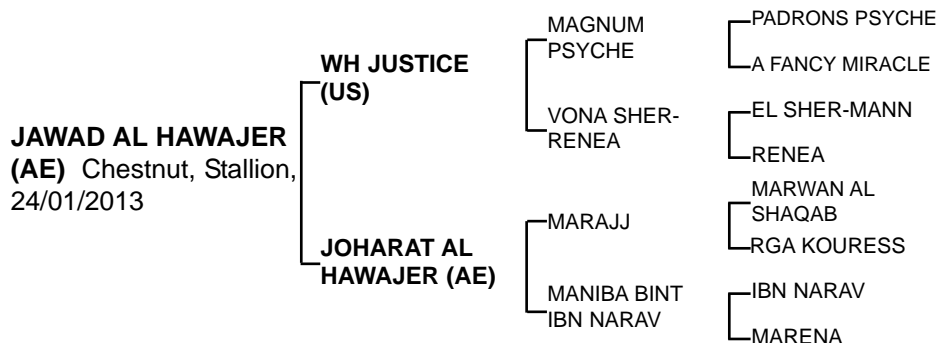 JAWAD AL HAWAJER
(AE) Chestnut, Stallion,
24/01/2013
WH JUSTICE
(US)
JOHARAT AL
HAWAJER (AE)
MAGNUM
PSYCHE
VONA SHER-
RENEA
MARAJJ
MANIBA BINT
IBN NARAV
PADRONS PSYCHE
A FANCY MIRACLE
EL SHER-MANN
RENEA
MARWAN AL
SHAQAB
RGA KOURESS
IBN NARAV
MARENA